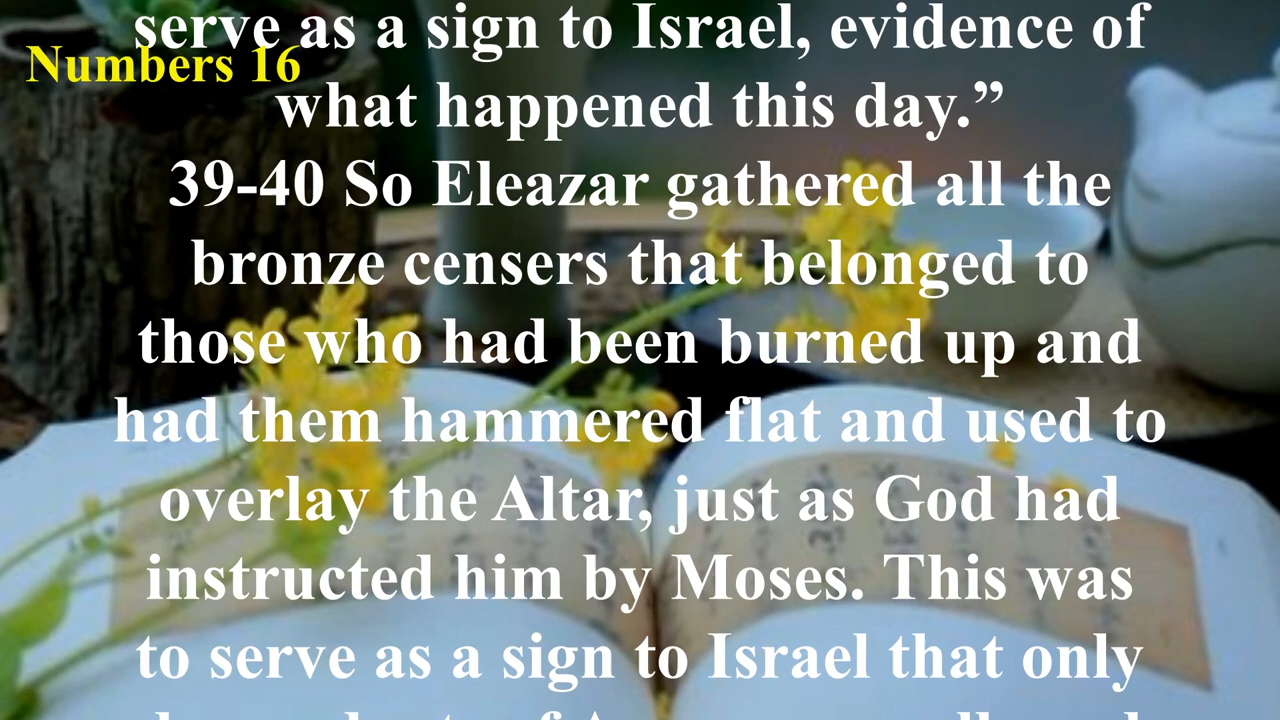 serve as a sign to Israel, evidence of
Numbers 16
what happened this day.”
39-40 So Eleazar gathered all the
bronze censers that belonged to
those who had been burned up and
had them hammered flat and used to
overlay the Altar, just as God had
instructed him by Moses. This was
to serve as a sign to Israel that only